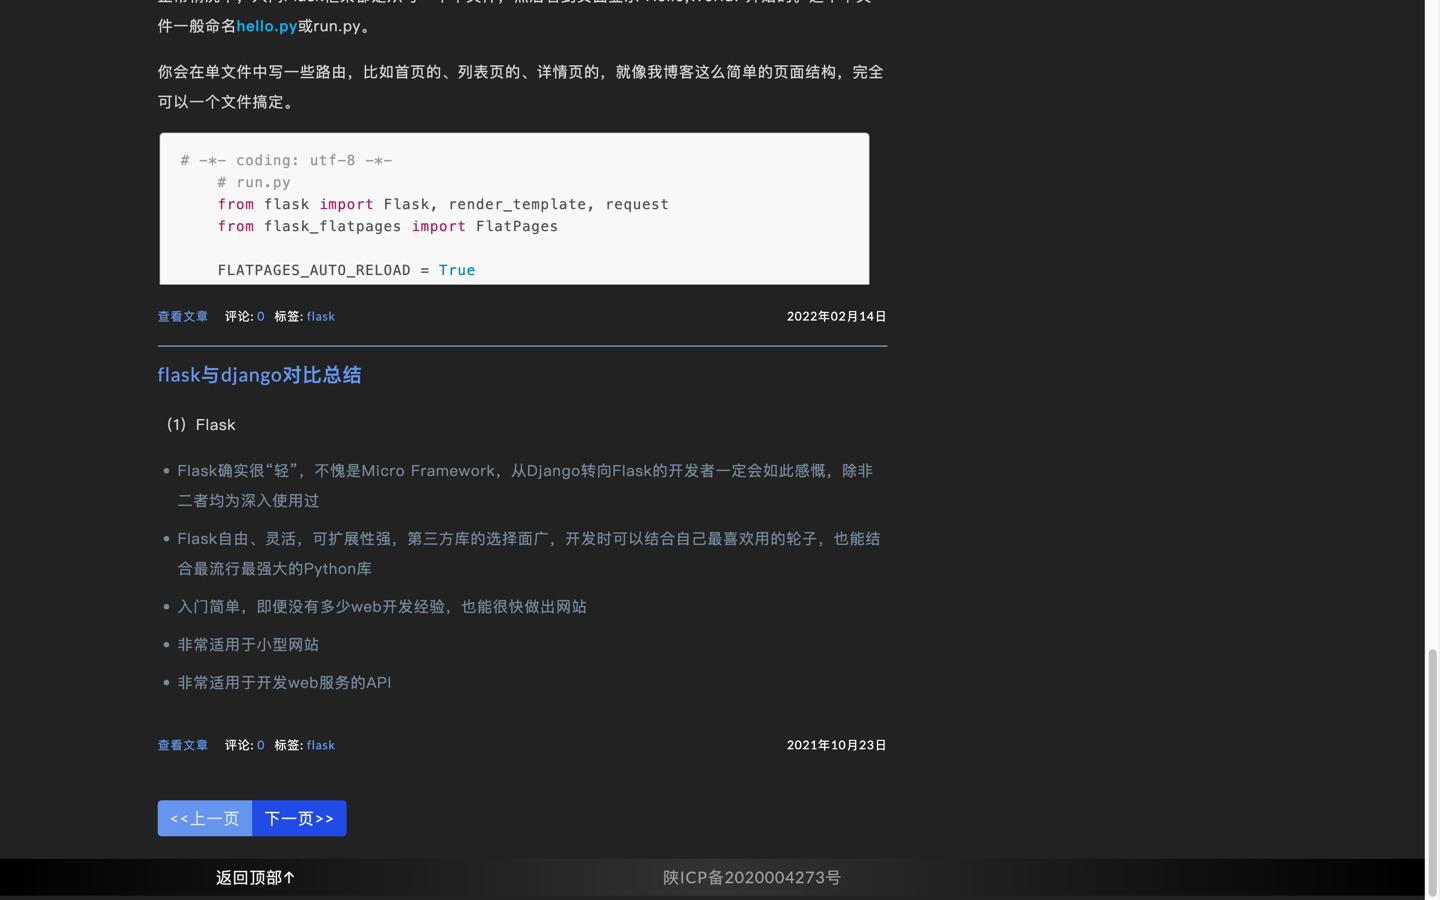 件一般命名hello.py或run.py。
你会在单文件中写一些路由，比如首页的、列表页的、详情页的，就像我博客这么简单的页面结构，完全
可以一个文件搞定。
# -*- coding: utf-8 -*-
# run.py
from flask import Flask, render_template, request
from flask_flatpages import FlatPages
FLATPAGES_AUTO_RELOAD = True
查看文章 评论: 0 标签: flask 2022年02月14日
flask与django对比总结
（1）Flask
• Flask确实很“轻”，不愧是Micro Framework，从Django转向Flask的开发者一定会如此感慨，除非
二者均为深入使用过
• Flask自由、灵活，可扩展性强，第三方库的选择面广，开发时可以结合自己最喜欢用的轮子，也能结
合最流行最强大的Python库
• 入门简单，即便没有多少web开发经验，也能很快做出网站
• 非常适用于小型网站
• 非常适用于开发web服务的API
查看文章 评论: 0 标签: flask 2021年10月23日
<<上一页 下一页>>
返回顶部↑ 陕ICP备2020004273号